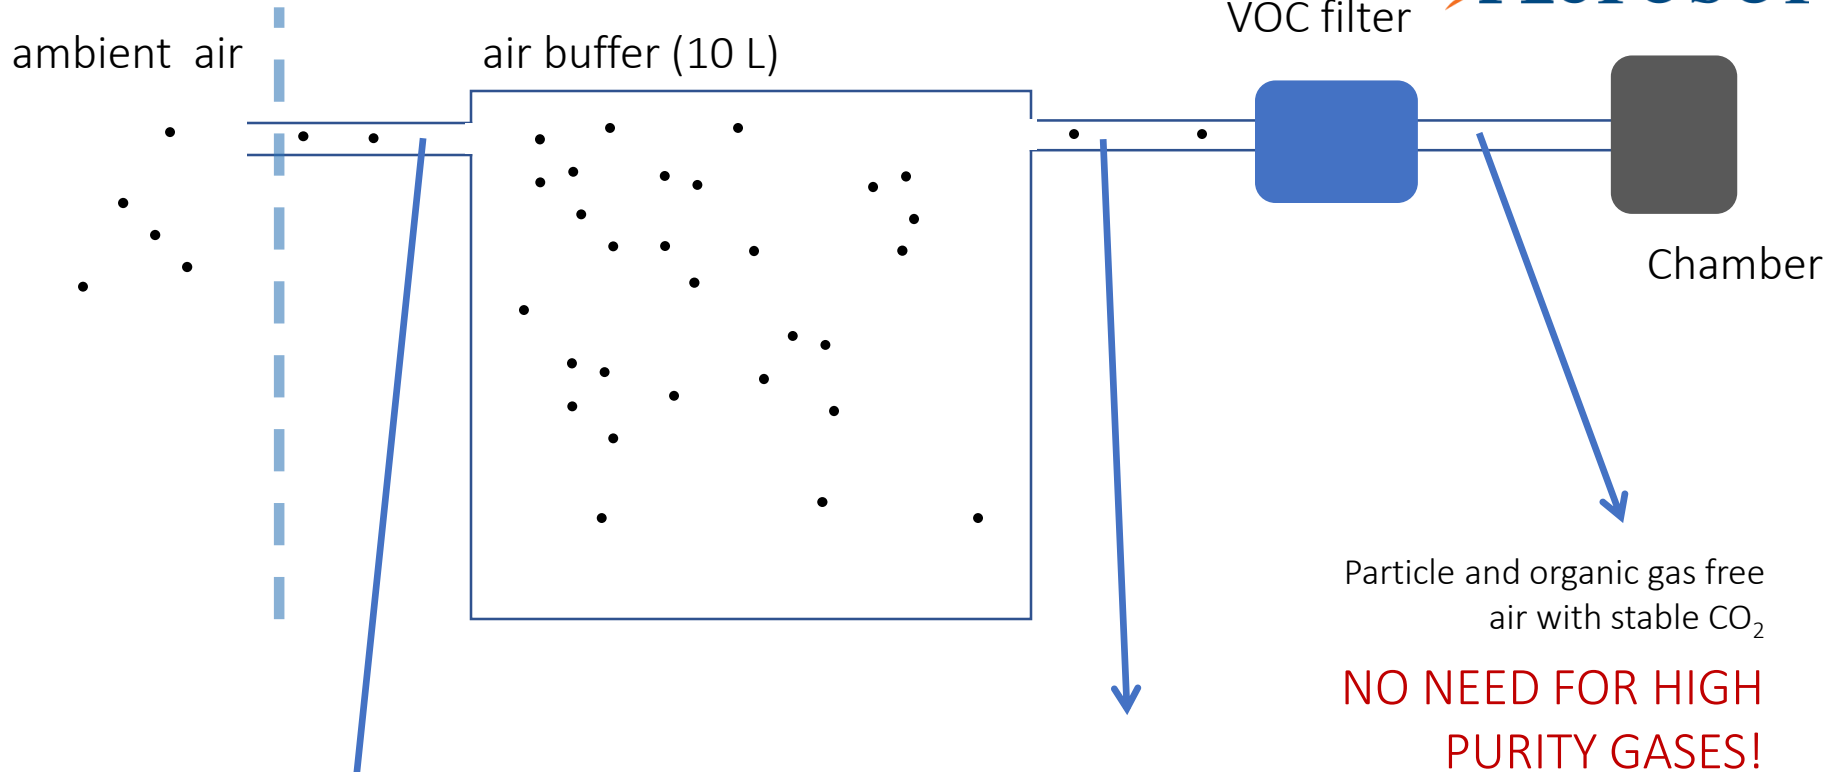 ambient air
air buffer (10 L)
VOC filter
Chamber
Particle and organic gas free
air with stable CO₂
NO NEED FOR HIGH
PURITY GASES!